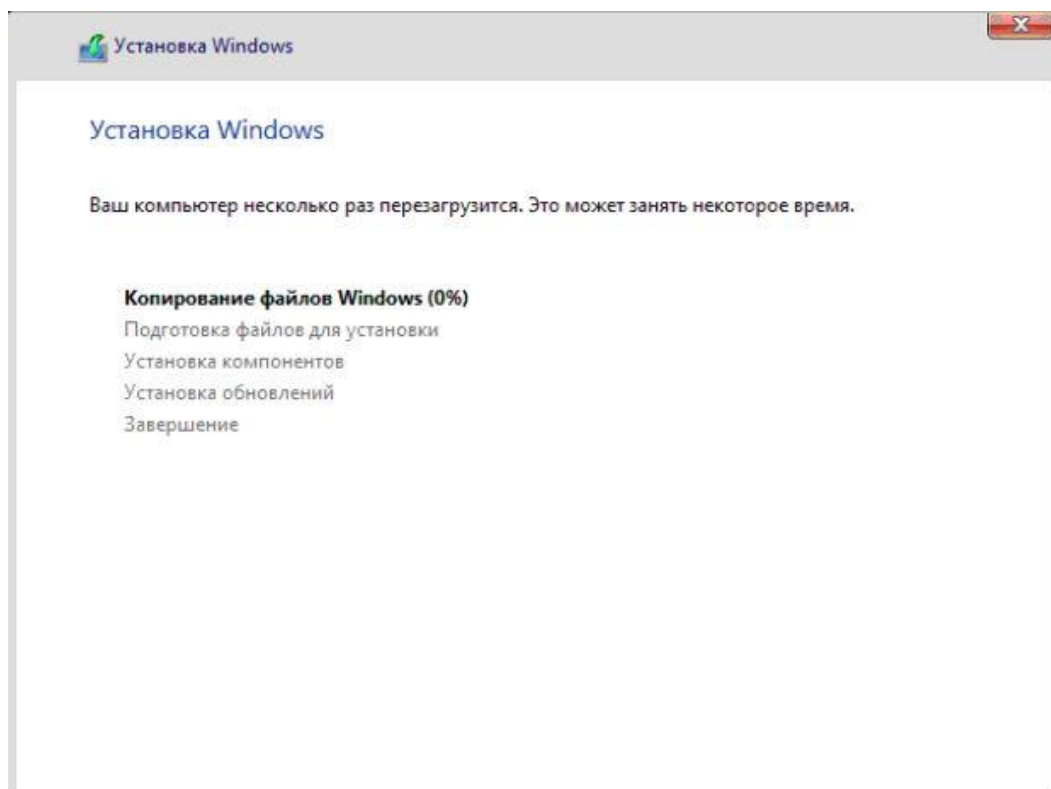 Установка Windows
Установка Windows
Ваш компьютер несколько раз перезагрузится. Это может занять некоторое время.
Копирование файлов Windows (0%)
Подготовка файлов для установки
Установка компонентов
Установка обновлений
Завершение